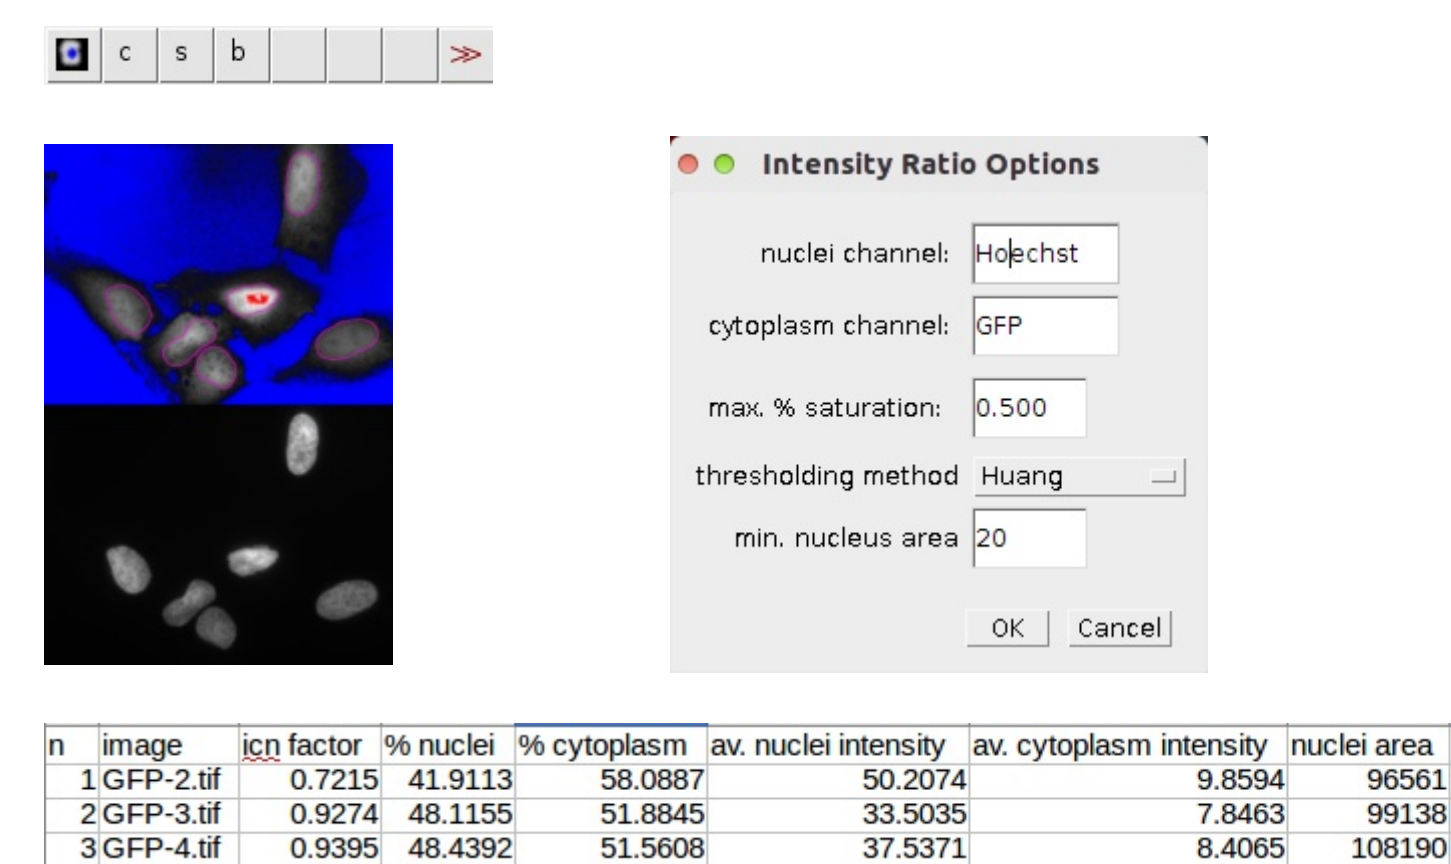 c s b >>
Intensity Ratio Options
nuclei channel: Hoechst
cytoplasm channel: GFP
max. % saturation: 0.500
thresholding method Huang
min. nucleus area 20
OK Cancel
n image icn factor % nuclei % cytoplasm av. nuclei intensity av. cytoplasm intensity nuclei area
1 GFP-2.tif 0.7215 41.9113 58.0887 50.2074 9.8594 96561
2 GFP-3.tif 0.9274 48.1155 51.8845 33.5035 7.8463 99138
3 GFP-4.tif 0.9395 48.4392 51.5608 37.5371 8.4065 108190